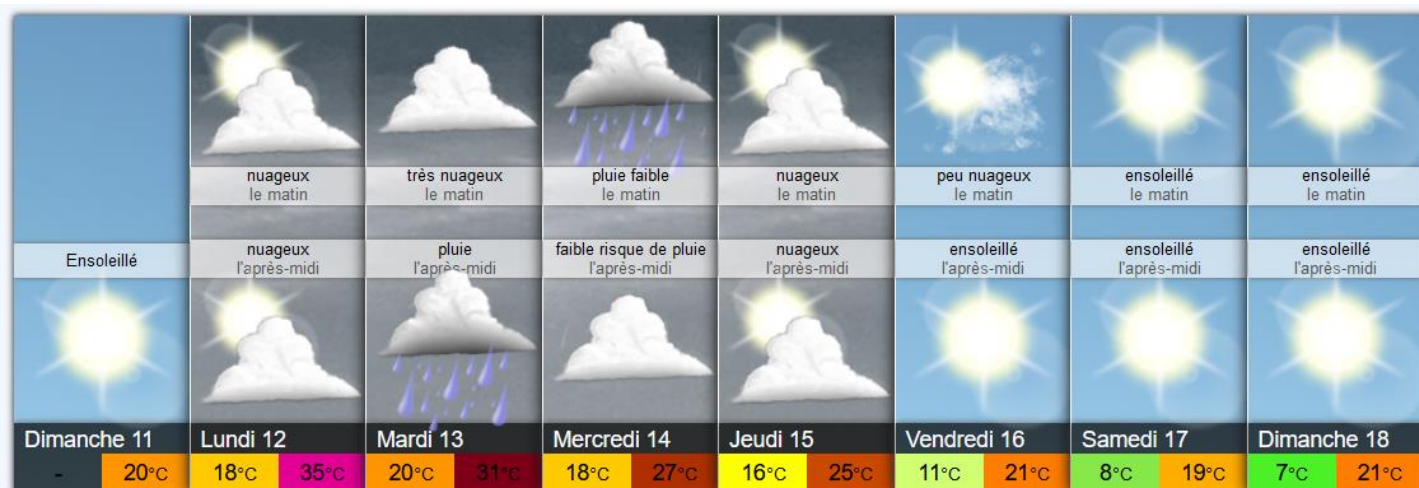 nuageux
le matin
très nuageux
le matin
pluie faible
le matin
nuageux
le matin
peu nuageux
le matin
ensoleillé
le matin
ensoleillé
le matin
Ensoleillé
nuageux
l'après-midi
pluie
l'après-midi
faible risque de pluie
l'après-midi
nuageux
l'après-midi
ensoleillé
l'après-midi
ensoleillé
l'après-midi
ensoleillé
l'après-midi
Dimanche 11 Lundi 12 Mardi 13 Mercredi 14 Jeudi 15 Vendredi 16 Samedi 17 Dimanche 18
- 20°C 18°C 35°C 20°C 31°C 18°C 27°C 16°C 25°C 11°C 21°C 8°C 19°C 7°C 21°C